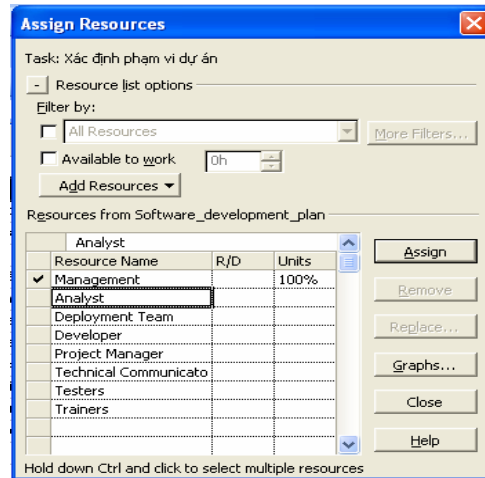 Assign Resources
Task: Xác định phạm vi dự án
- Resource list options
Filter by:
All Resources
More Filters...
Available to work 0h
Add Resources
Resources from Software_development_plan
Analyst
Resource Name R/D Units
Management 100%
Analyst
Deployment Team
Developer
Project Manager
Technical Communicato
Testers
Trainers
Assign
Remove
Replace...
Graphs...
Close
Help
Hold down Ctrl and click to select multiple resources